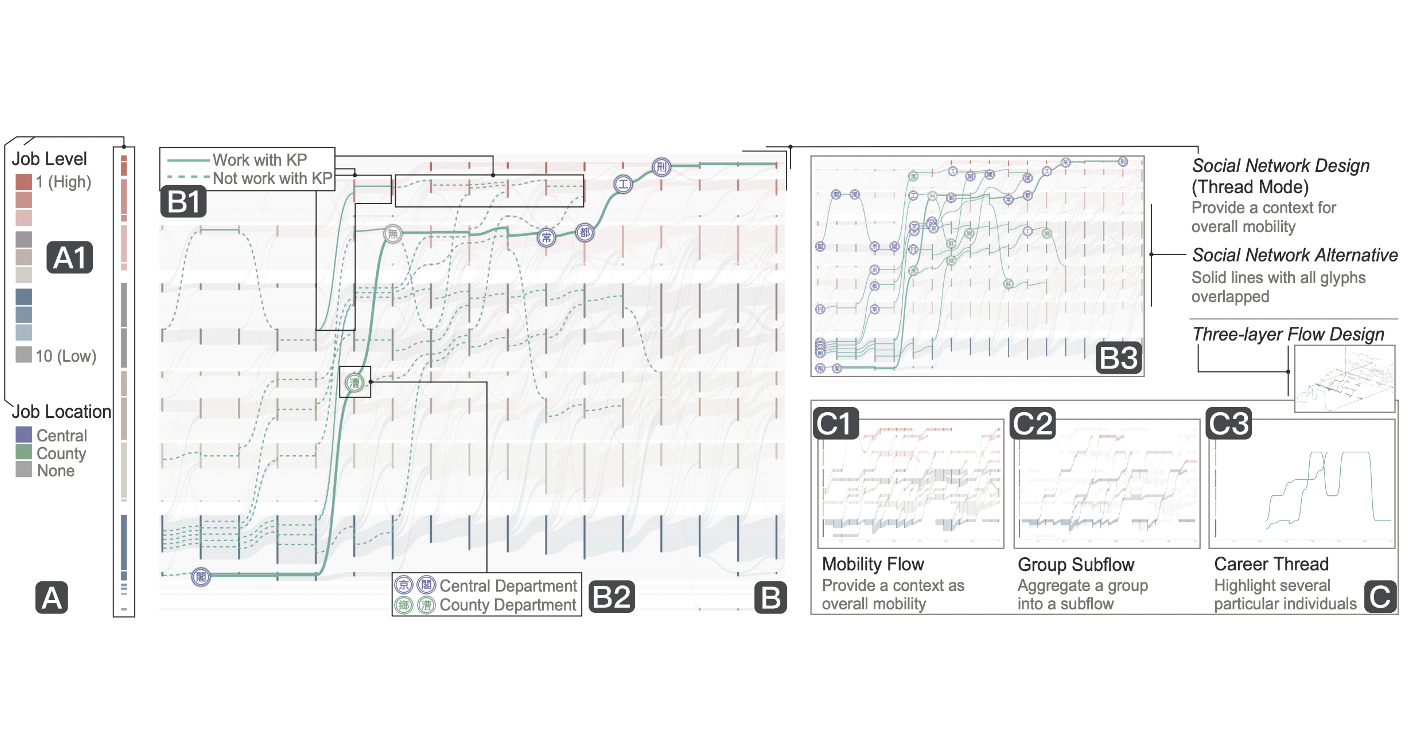 Job Level
1 (High)
A1
10 (Low)
Job Location
Central
County
None
A
Work with KP
Not work with KP
B1
無
常
都
工
刑
漕
閣
京 閣 Central Department
鄉 漕 County Department
B2
B
B3
Social Network Design
(Thread Mode)
Provide a context for
overall mobility
Social Network Alternative
Solid lines with all glyphs
overlapped
Three-layer Flow Design
C1
C2
C3
Mobility Flow
Provide a context as
overall mobility
Group Subflow
Aggregate a group
into a subflow
Career Thread
Highlight several
particular individuals
C